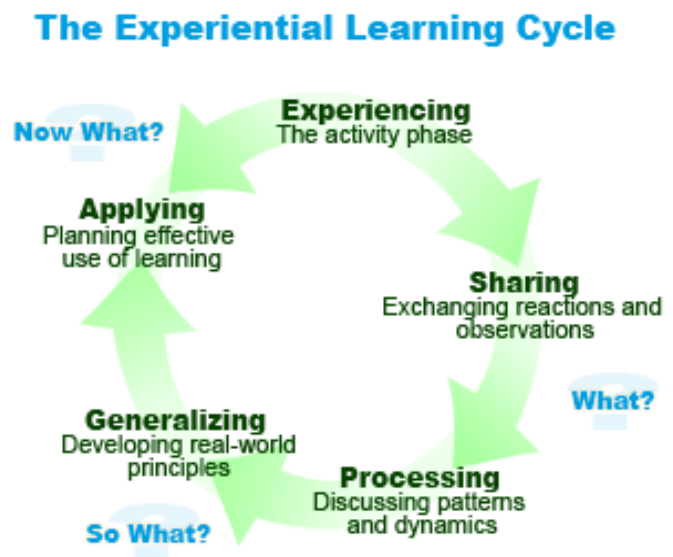 The Experiential Learning Cycle
Experiencing
The activity phase
Now What?
Applying
Planning effective
use of learning
Sharing
Exchanging reactions and
observations
What?
Generalizing
Developing real-world
principles
Processing
Discussing patterns
and dynamics
So What?